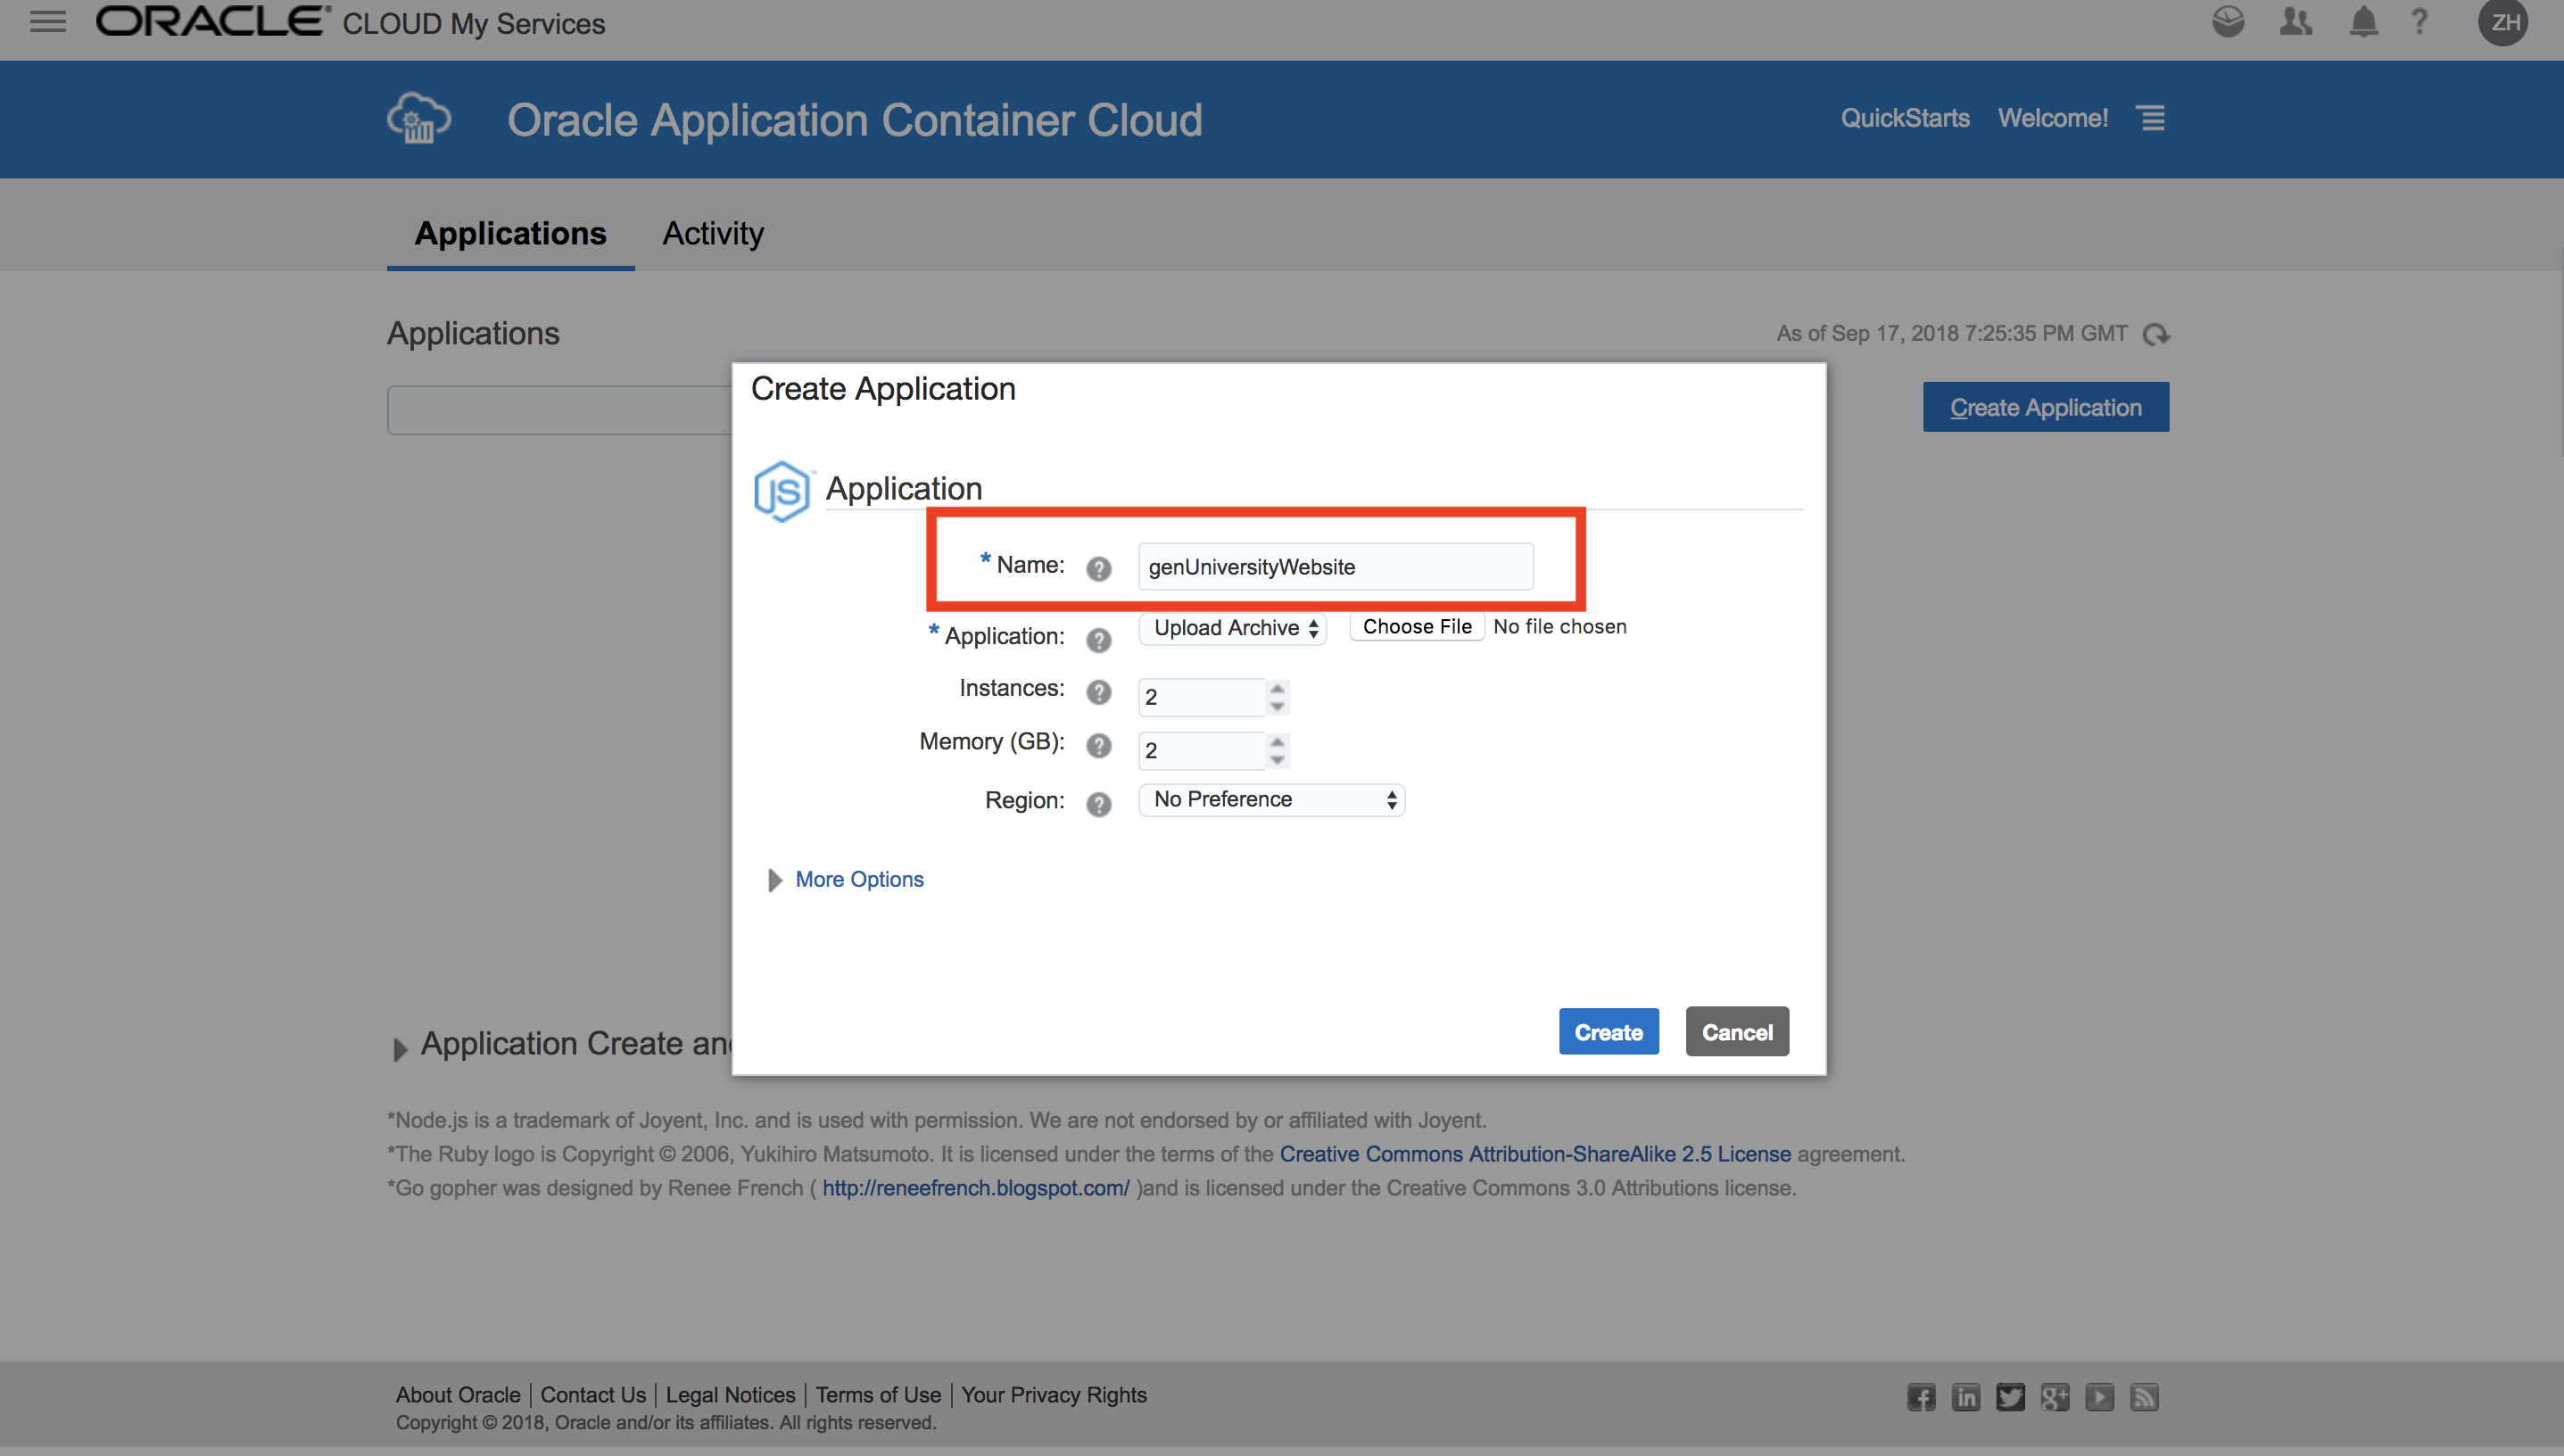 ORACLE® CLOUD My Services
ZH
Oracle Application Container Cloud
QuickStarts Welcome!
Applications Activity
Applications
As of Sep 17, 2018 7:25:35 PM GMT
Create Application
Create Application
JS Application
* Name: ? genUniversityWebsite
* Application: ? Upload Archive Choose File No file chosen
Instances: ? 2
Memory (GB): ? 2
Region: ? No Preference
More Options
Create Cancel
Application Create an
*Node.js is a trademark of Joyent, Inc. and is used with permission. We are not endorsed by or affiliated with Joyent.
*The Ruby logo is Copyright © 2006, Yukihiro Matsumoto. It is licensed under the terms of the Creative Commons Attribution-ShareAlike 2.5 License agreement.
*Go gopher was designed by Renee French ( http://reneefrench.blogspot.com/ )and is licensed under the Creative Commons 3.0 Attributions license.
About Oracle | Contact Us | Legal Notices | Terms of Use | Your Privacy Rights
Copyright © 2018, Oracle and/or its affiliates. All rights reserved.